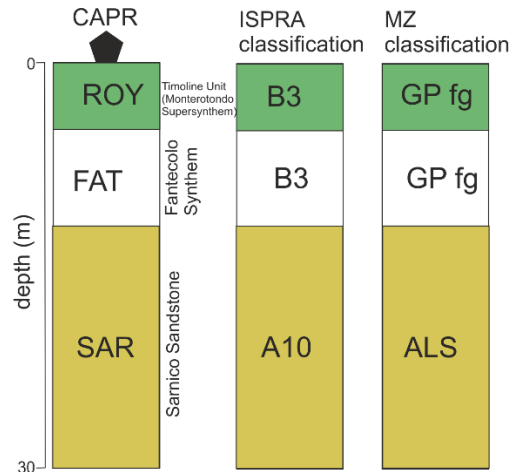 CAPR
ISPRA
classification
MZ
classification
0
ROY
Timoline Unit
(Monterotondo
Supersynthem)
B3
GP fg
FAT
Fantecolo
Synthem
B3
GP fg
depth (m)
SAR
Sarnico Sandstone
A10
ALS
30